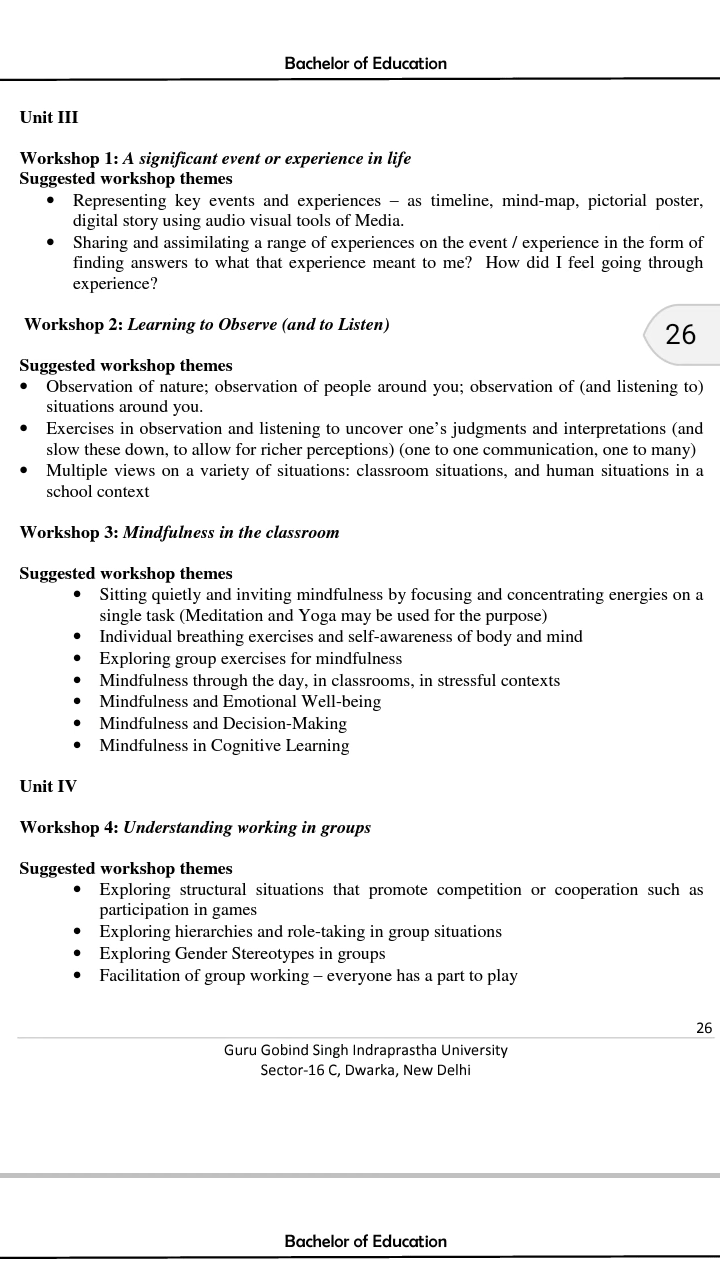 Bachelor of Education
Unit III
Workshop 1: A significant event or experience in life
Suggested workshop themes
• Representing key events and experiences – as timeline, mind-map, pictorial poster,
digital story using audio visual tools of Media.
• Sharing and assimilating a range of experiences on the event / experience in the form of
finding answers to what that experience meant to me? How did I feel going through
experience?
Workshop 2: Learning to Observe (and to Listen)
26
Suggested workshop themes
• Observation of nature; observation of people around you; observation of (and listening to)
situations around you.
• Exercises in observation and listening to uncover one’s judgments and interpretations (and
slow these down, to allow for richer perceptions) (one to one communication, one to many)
• Multiple views on a variety of situations: classroom situations, and human situations in a
school context
Workshop 3: Mindfulness in the classroom
Suggested workshop themes
• Sitting quietly and inviting mindfulness by focusing and concentrating energies on a
single task (Meditation and Yoga may be used for the purpose)
• Individual breathing exercises and self-awareness of body and mind
• Exploring group exercises for mindfulness
• Mindfulness through the day, in classrooms, in stressful contexts
• Mindfulness and Emotional Well-being
• Mindfulness and Decision-Making
• Mindfulness in Cognitive Learning
Unit IV
Workshop 4: Understanding working in groups
Suggested workshop themes
• Exploring structural situations that promote competition or cooperation such as
participation in games
• Exploring hierarchies and role-taking in group situations
• Exploring Gender Stereotypes in groups
• Facilitation of group working – everyone has a part to play
26
Guru Gobind Singh Indraprastha University
Sector-16 C, Dwarka, New Delhi
Bachelor of Education